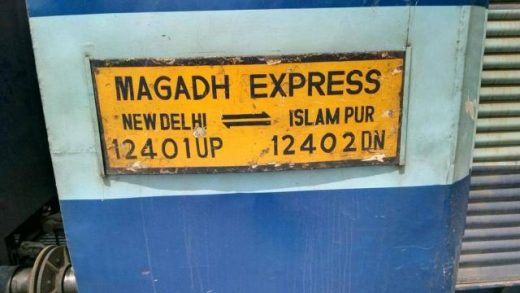 MAGADH EXPRESS
NEW DELHI ⇌ ISLAM PUR
12401UP 12402DN